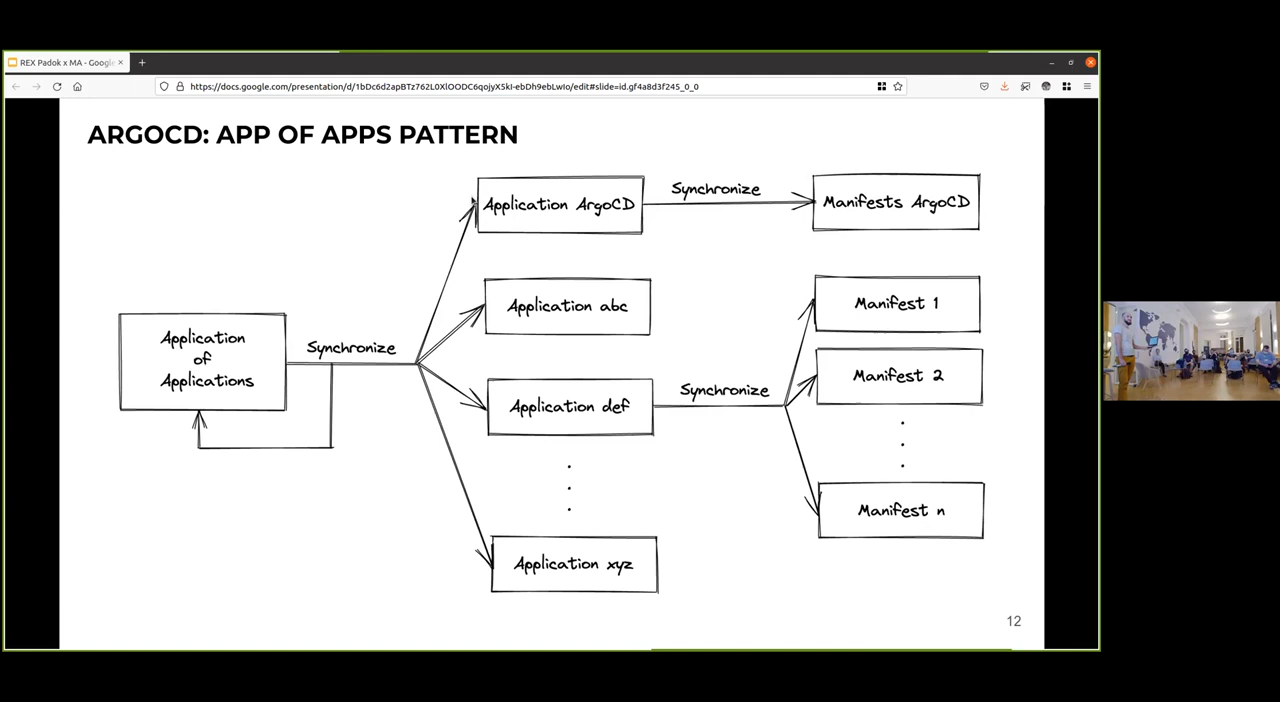 REX Padok x MA - Google
https://docs.google.com/presentation/d/1bDc6d2apBTz762L0XlOODC6qojyX5kI-ebDh9ebLwIo/edit#slide=id.gf4a8d3f245_0_0
ARGOCD: APP OF APPS PATTERN
Application ArgoCD
Synchronize
Manifests ArgoCD
Application
of
Applications
Synchronize
Application abc
Application def
Synchronize
Manifest 1
Manifest 2
Manifest n
Application xyz
12